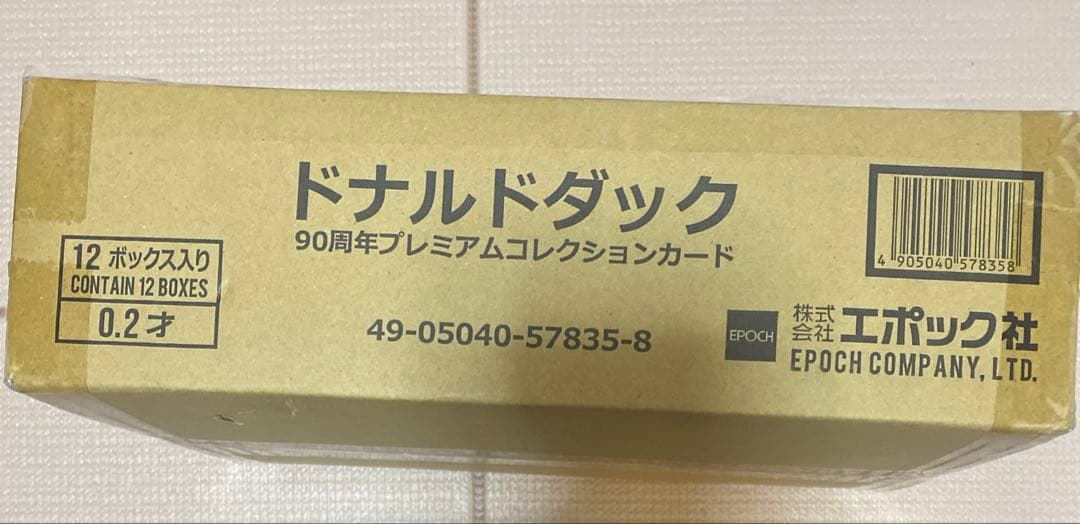 ドナルドダック
90周年プレミアムコレクションカード
12 ボックス入り
CONTAIN 12 BOXES
0.2才
49-05040-57835-8
4 905040 578358
EPOCH
株式会社 エポック社
EPOCH COMPANY, LTD.